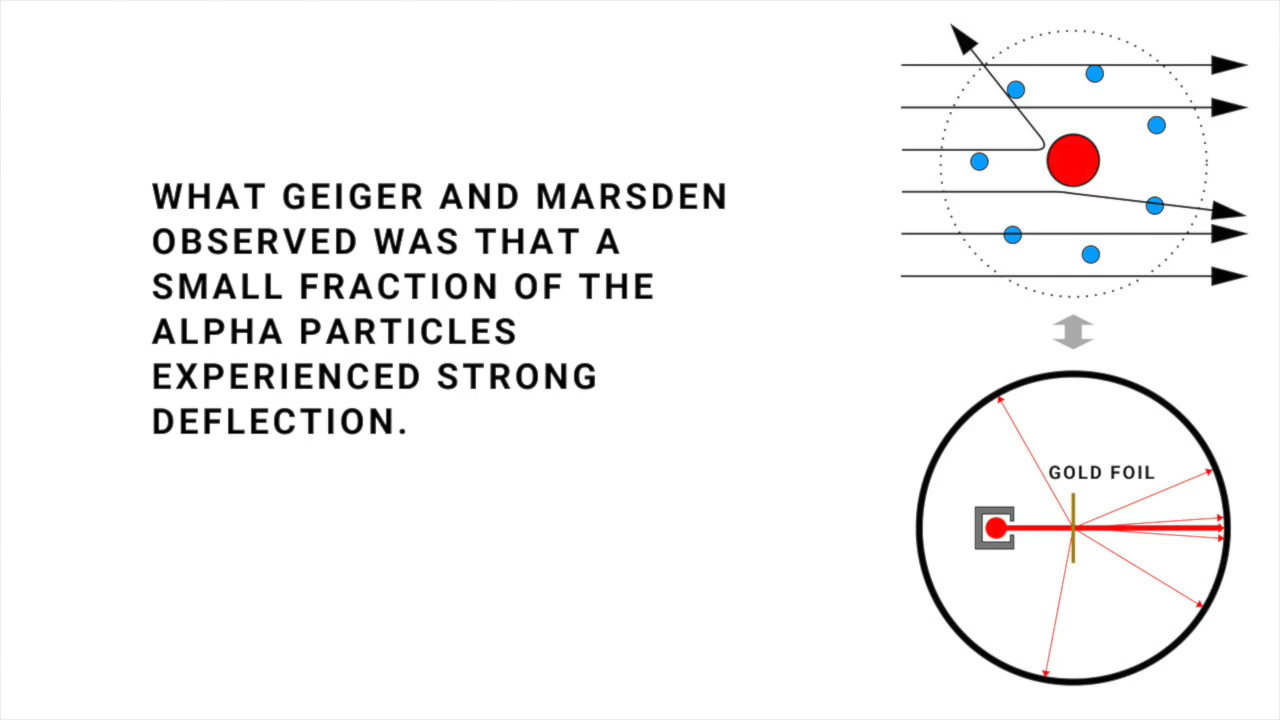 WHAT GEIGER AND MARSDEN
OBSERVED WAS THAT A
SMALL FRACTION OF THE
ALPHA PARTICLES
EXPERIENCED STRONG
DEFLECTION.
GOLD FOIL